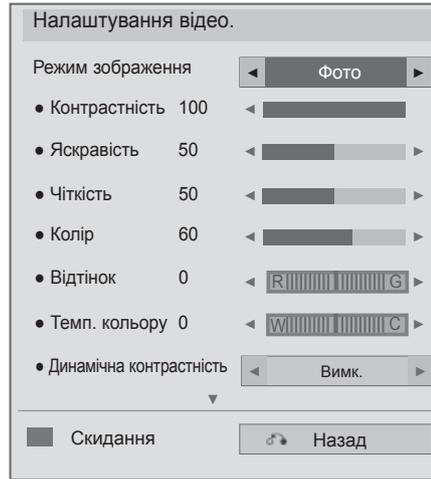 Налаштування відео.
Режим зображення ◄ Фото ►
● Контрастність 100 ◄
● Яскравість 50 ◄ ►
● Чіткість 50 ◄ ►
● Колір 60 ◄ ►
● Відтінок 0 ◄ R G ►
● Темп. кольору 0 ◄ W C ►
● Динамічна контрастність ◄ Вимк. ►
▼
Скидання Назад